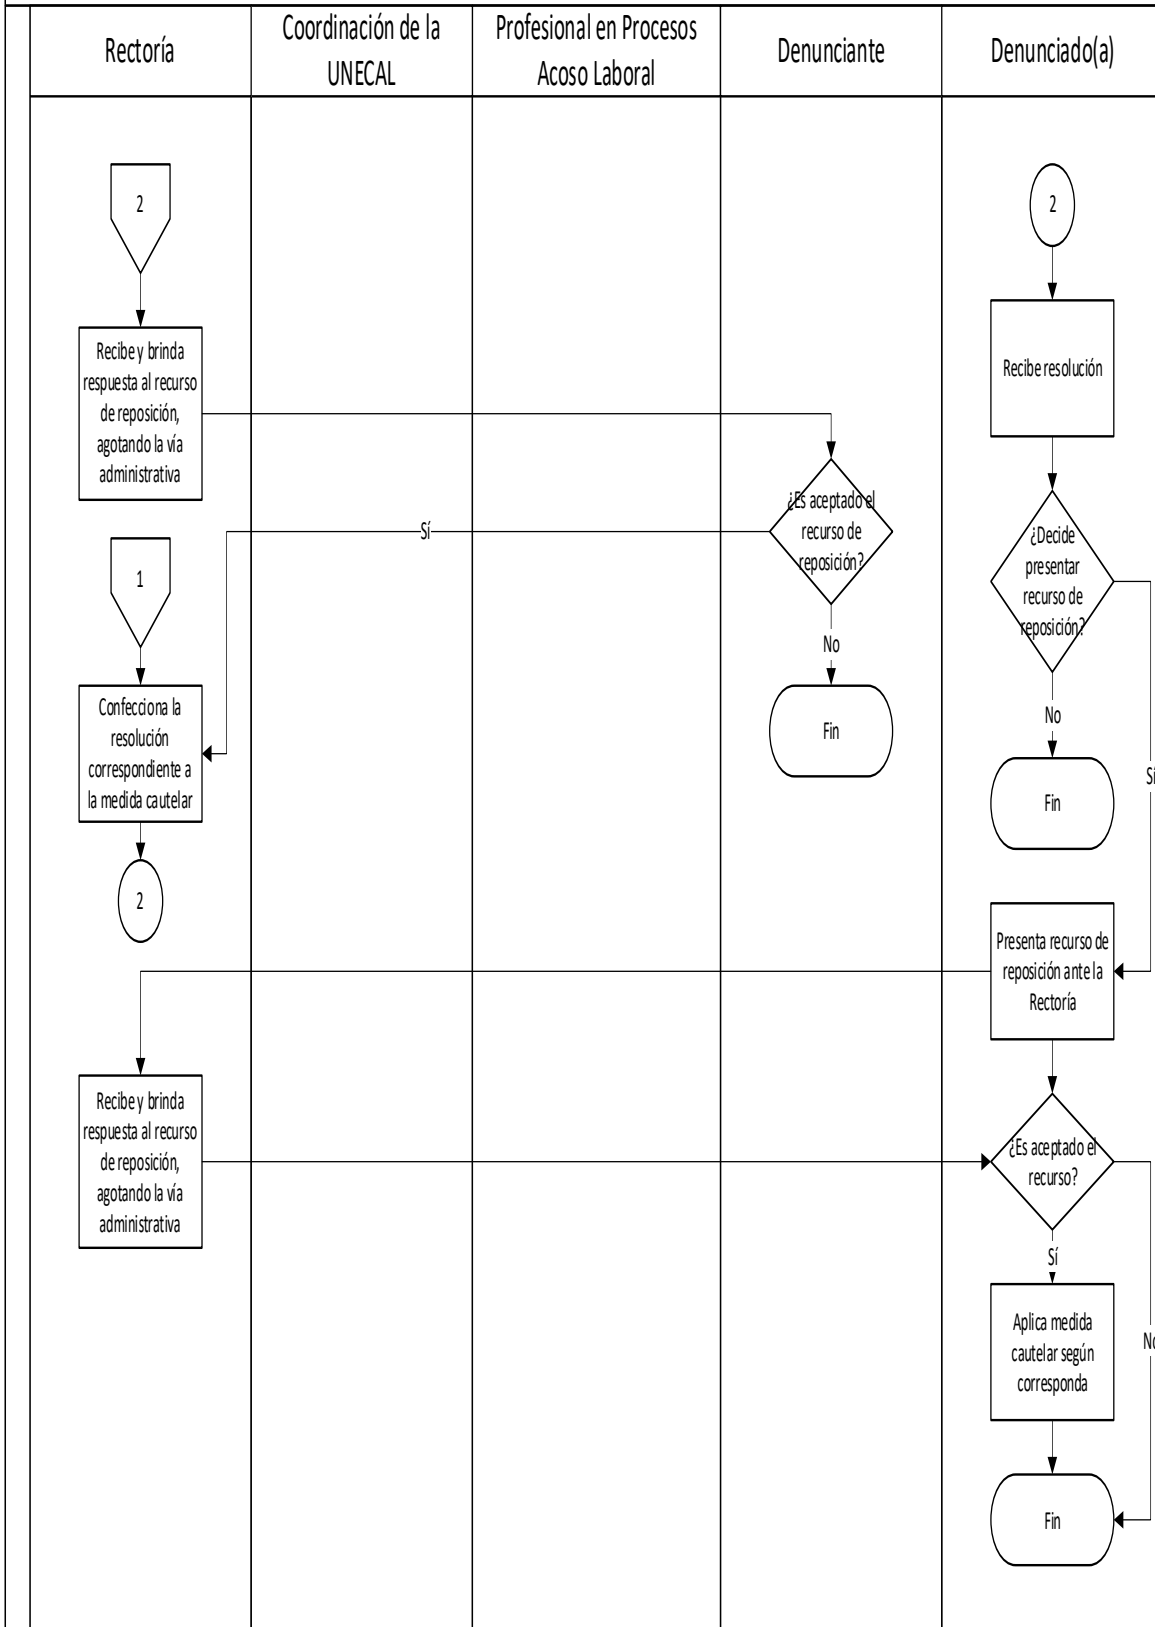 Rectoría
Coordinación de la
UNECAL
Profesional en Procesos
Acoso Laboral
Denunciante
Denunciado(a)
2
Recibe y brinda
respuesta al recurso
de reposición,
agotando la vía
administrativa
1
Confecciona la
resolución
correspondiente a
la medida cautelar
2
Recibe y brinda
respuesta al recurso
de reposición,
agotando la vía
administrativa
Sí
¿Es aceptado el
recurso de
reposición?
No
Fin
2
Recibe resolución
¿Decide
presentar
recurso de
reposición?
No
Sí
Fin
Presenta recurso de
reposición ante la
Rectoría
¿Es aceptado el
recurso?
Sí
No
Aplica medida
cautelar según
corresponda
Fin